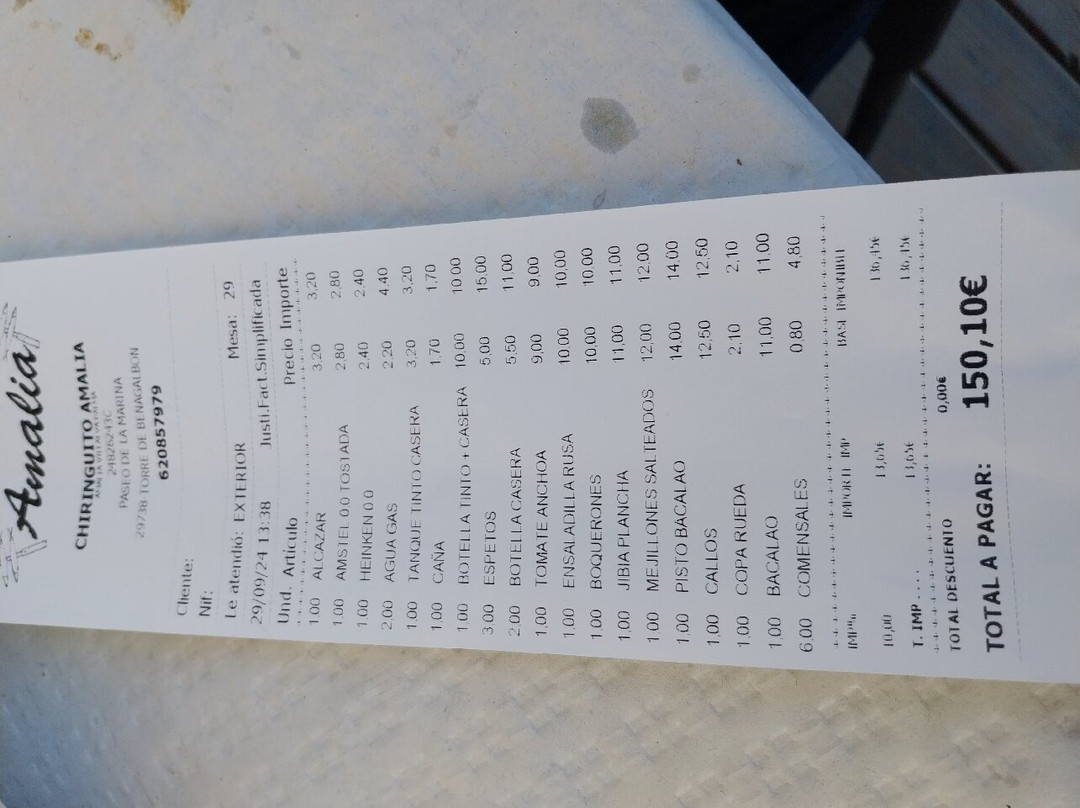 Amalia
CHIRINGUITO AMALIA
24826243C
PASEO DE LA MARINA
29738 TORRE DE BENAGALBON
620857979
Cliente:
Nif:
Le atendió: EXTERIOR Mesa: 29
29/09/24 13:38 Justi.Fact.Simplificada
Und. Artículo Precio Importe
1,00 ALCAZAR 3,20 3,20
1,00 AMSTEL 0.0 TOSTADA 2,80 2,80
1,00 HEINKEN 0.0 2,40 2,40
2,00 AGUA GAS 2,20 4,40
1,00 TANQUE TINTO CASERA 3,20 3,20
1,00 CAÑA 1,70 1,70
1,00 BOTELLA TINTO + CASERA 10,00 10,00
3,00 ESPETOS 5,00 15,00
2,00 BOTELLA CASERA 5,50 11,00
1,00 TOMATE ANCHOA 9,00 9,00
1,00 ENSALADILLA RUSA 10,00 10,00
1,00 BOQUERONES 10,00 10,00
1,00 JIBIA PLANCHA 11,00 11,00
1,00 MEJILLONES SALTEADOS 12,00 12,00
1,00 PISTO BACALAO 14,00 14,00
1,00 CALLOS 12,50 12,50
1,00 COPA RUEDA 2,10 2,10
1,00 BACALAO 11,00 11,00
6,00 COMENSALES 0,80 4,80
IMP% IMPORTE IMP BASE IMPONIBLE
10,00 13,65€ 136,45€
T. IMP.... 13,65€ 136,45€
TOTAL DESCUENTO 0,00€
TOTAL A PAGAR: 150,10€